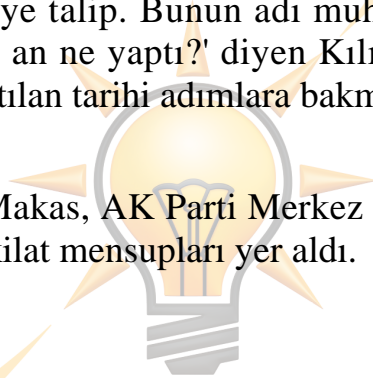 ye talip. Bunun adı muh
an ne yaptı?' diyen Kılı
tılan tarihi adımlara bakm
Makas, AK Parti Merkez
kilat mensupları yer aldı.